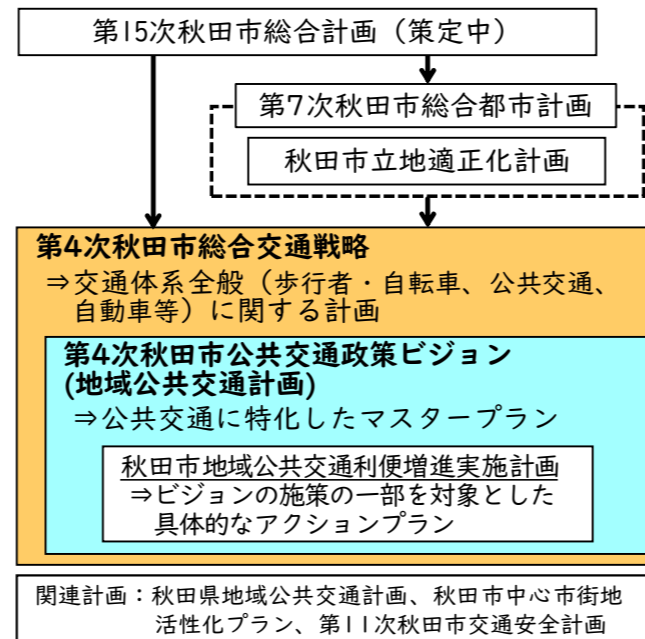 第15次秋田市総合計画（策定中）
第7次秋田市総合都市計画
秋田市立地適正化計画
第4次秋田市総合交通戦略
⇒交通体系全般（歩行者・自転車、公共交通、
自動車等）に関する計画
第4次秋田市公共交通政策ビジョン
(地域公共交通計画)
⇒公共交通に特化したマスタープラン
秋田市地域公共交通利便増進実施計画
⇒ビジョンの施策の一部を対象とした
具体的なアクションプラン
関連計画：秋田県地域公共交通計画、秋田市中心市街地
活性化プラン、第11次秋田市交通安全計画